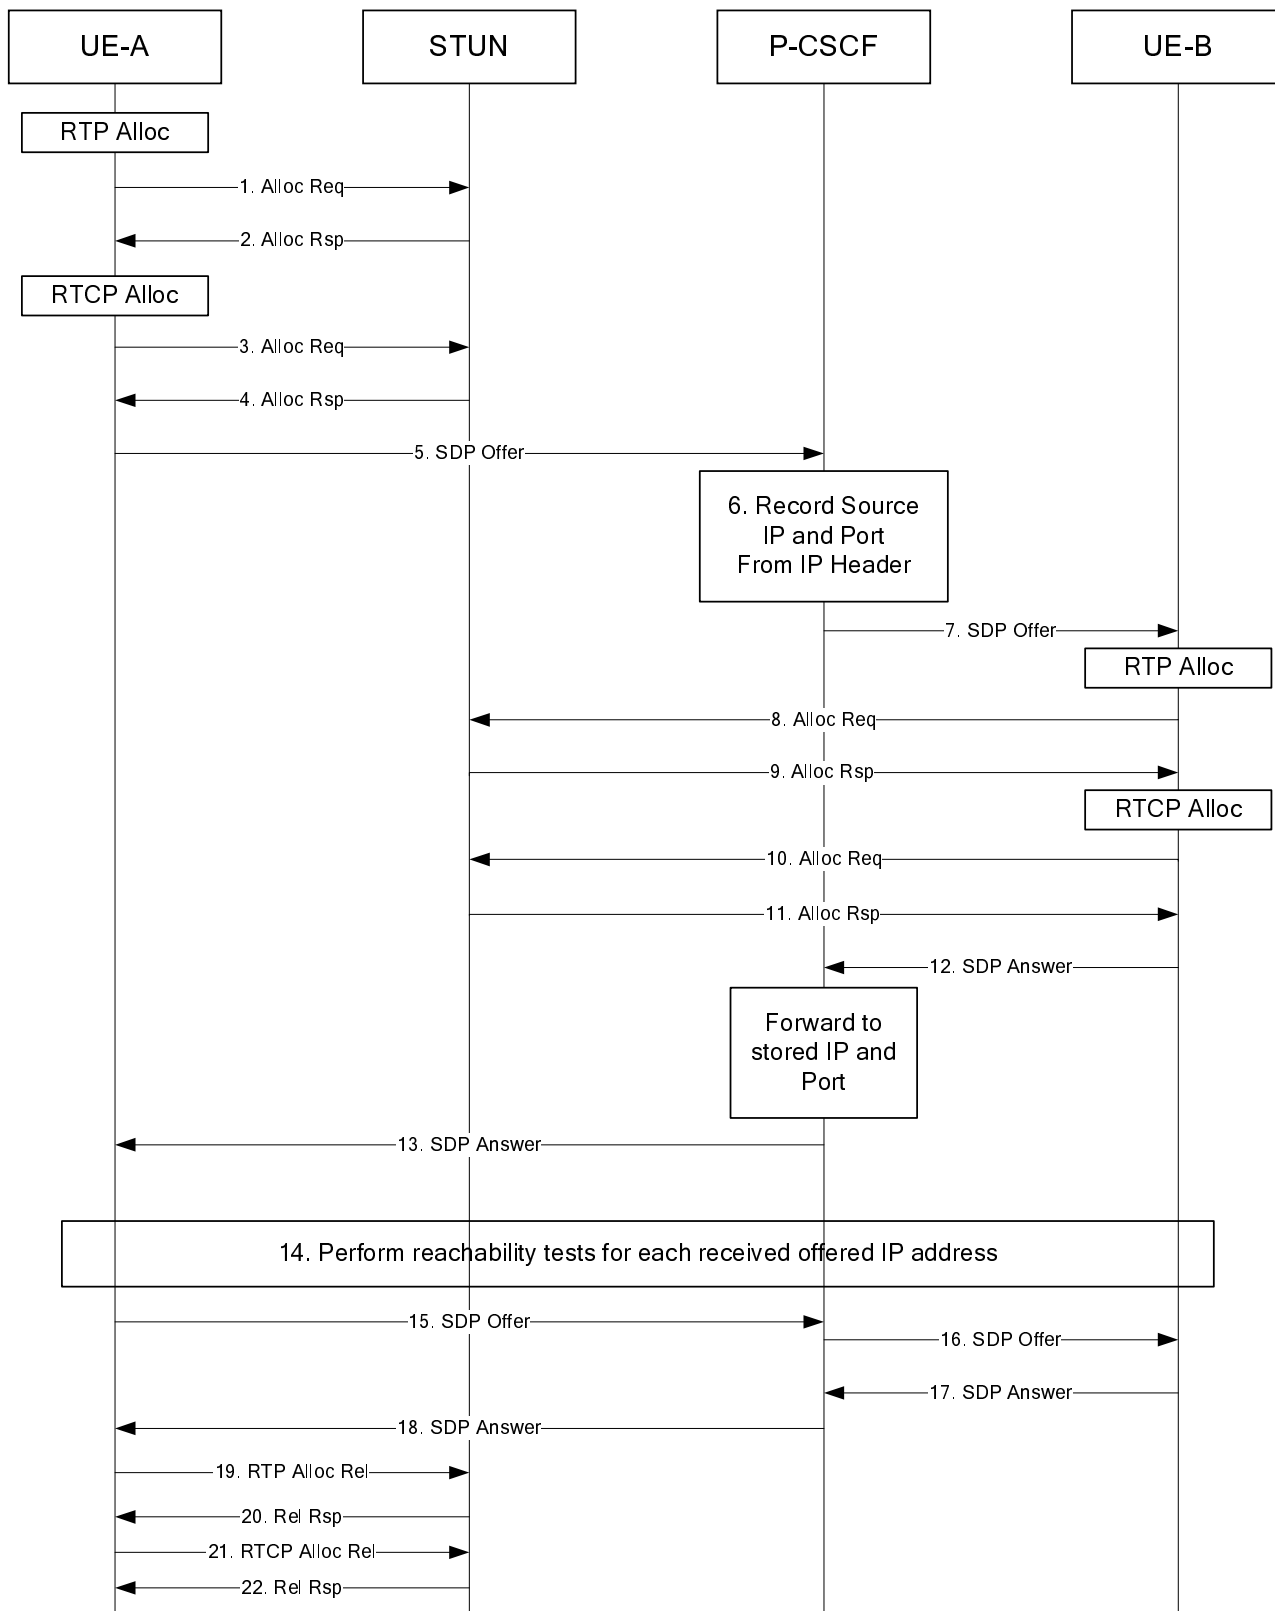 UE-A
STUN
P-CSCF
UE-B
RTP Alloc
1. Alloc Req
2. Alloc Rsp
RTCP Alloc
3. Alloc Req
4. Alloc Rsp
5. SDP Offer
6. Record Source
IP and Port
From IP Header
7. SDP Offer
RTP Alloc
8. Alloc Req
9. Alloc Rsp
RTCP Alloc
10. Alloc Req
11. Alloc Rsp
12. SDP Answer
Forward to
stored IP and
Port
13. SDP Answer
14. Perform reachability tests for each received offered IP address
15. SDP Offer
16. SDP Offer
17. SDP Answer
18. SDP Answer
19. RTP Alloc Rel
20. Rel Rsp
21. RTCP Alloc Rel
22. Rel Rsp